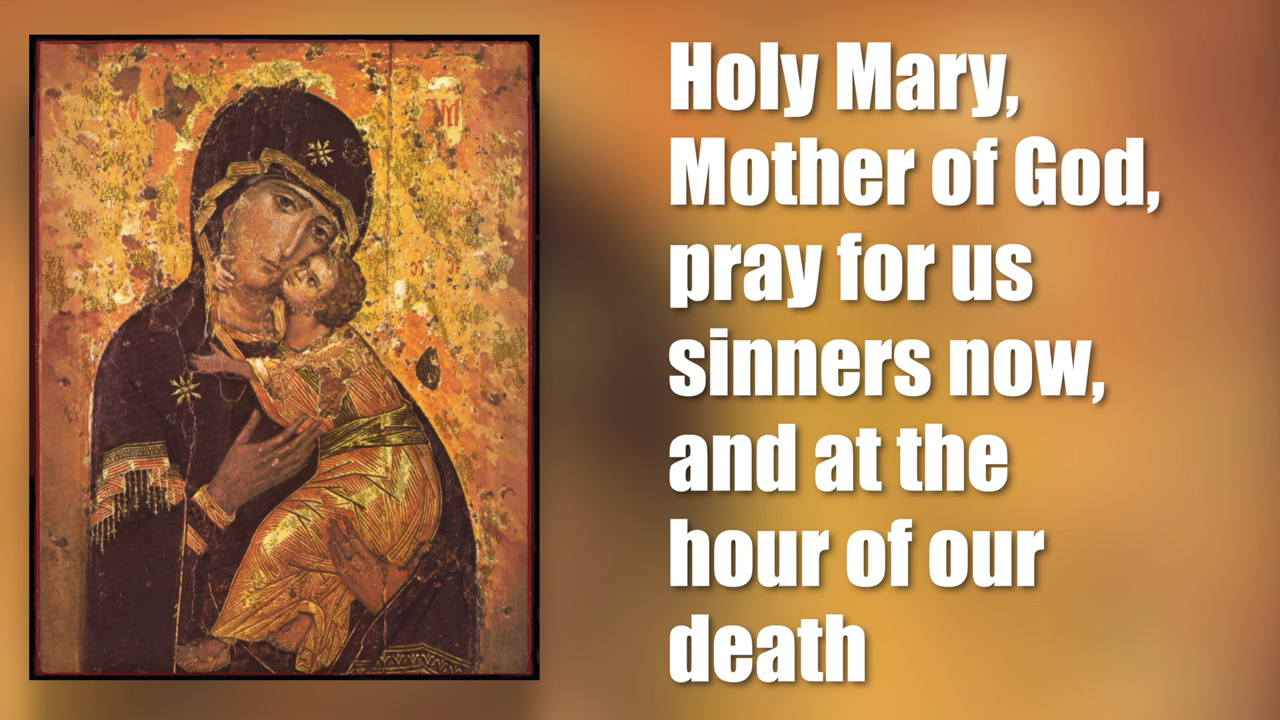 Holy Mary,
Mother of God,
pray for us
sinners now,
and at the
hour of our
death